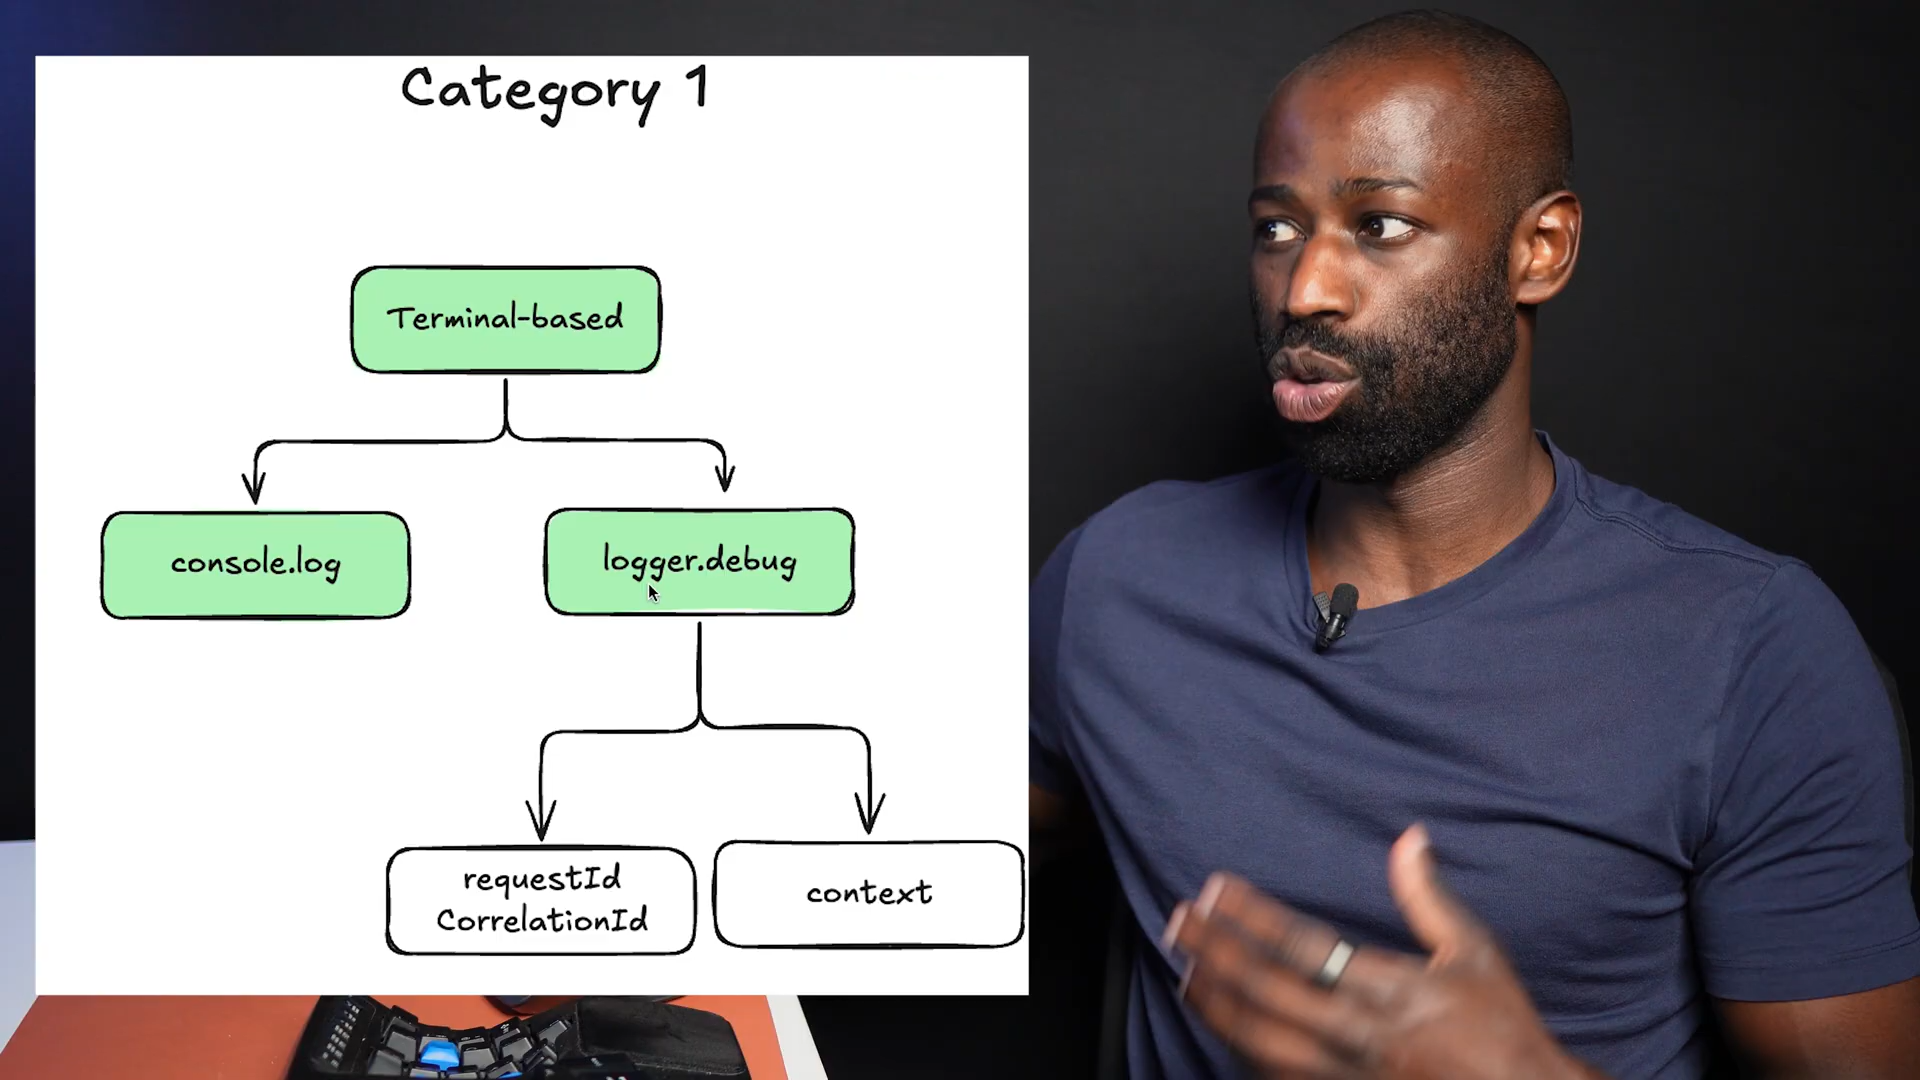 Category 1
Terminal-based
console.log
logger.debug
requestId
CorrelationId
context